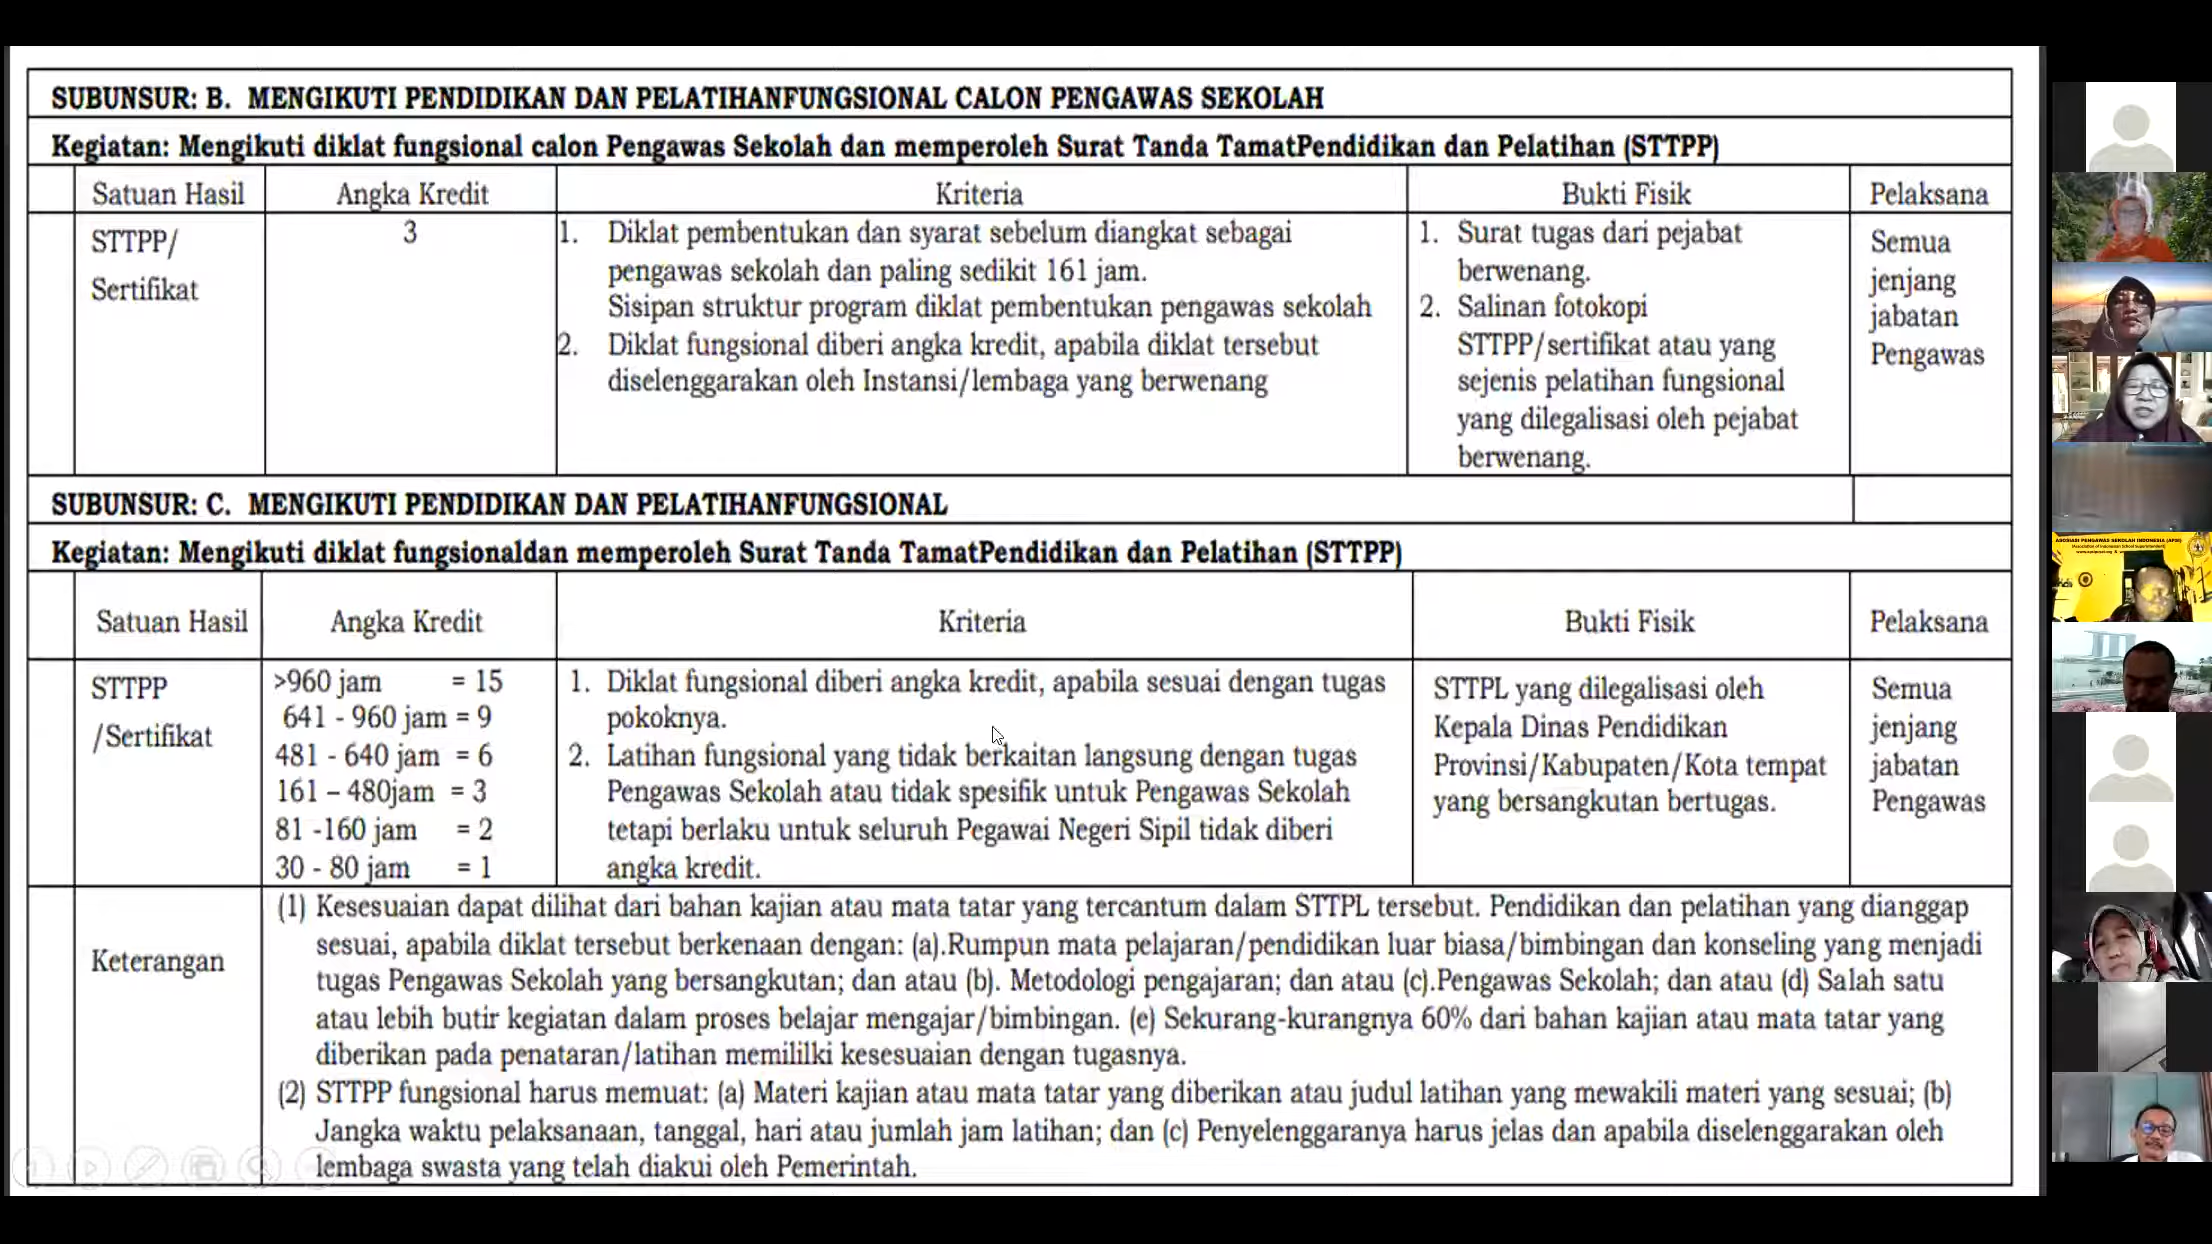 SUBUNSUR: B. MENGIKUTI PENDIDIKAN DAN PELATIHANFUNGSIONAL CALON PENGAWAS SEKOLAH
Kegiatan: Mengikuti diklat fungsional calon Pengawas Sekolah dan memperoleh Surat Tanda TamatPendidikan dan Pelatihan (STTPP)
Satuan Hasil
Angka Kredit
Kriteria
Bukti Fisik
Pelaksana
STTPP/
Sertifikat
3
1. Diklat pembentukan dan syarat sebelum diangkat sebagai
pengawas sekolah dan paling sedikit 161 jam.
Sisipan struktur program diklat pembentukan pengawas sekolah
2. Diklat fungsional diberi angka kredit, apabila diklat tersebut
diselenggarakan oleh Instansi/lembaga yang berwenang
1. Surat tugas dari pejabat
berwenang.
2. Salinan fotokopi
STTPP/sertifikat atau yang
sejenis pelatihan fungsional
yang dilegalisasi oleh pejabat
berwenang.
Semua
jenjang
jabatan
Pengawas
SUBUNSUR: C. MENGIKUTI PENDIDIKAN DAN PELATIHANFUNGSIONAL
Kegiatan: Mengikuti diklat fungsionaldan memperoleh Surat Tanda TamatPendidikan dan Pelatihan (STTPP)
Satuan Hasil
Angka Kredit
Kriteria
Bukti Fisik
Pelaksana
STTPP
/Sertifikat
>960 jam = 15
641 - 960 jam = 9
481 - 640 jam = 6
161 – 480jam = 3
81 -160 jam = 2
30 - 80 jam = 1
1. Diklat fungsional diberi angka kredit, apabila sesuai dengan tugas
pokoknya.
2. Latihan fungsional yang tidak berkaitan langsung dengan tugas
Pengawas Sekolah atau tidak spesifik untuk Pengawas Sekolah
tetapi berlaku untuk seluruh Pegawai Negeri Sipil tidak diberi
angka kredit.
STTPL yang dilegalisasi oleh
Kepala Dinas Pendidikan
Provinsi/Kabupaten/Kota tempat
yang bersangkutan bertugas.
Semua
jenjang
jabatan
Pengawas
Keterangan
(1) Kesesuaian dapat dilihat dari bahan kajian atau mata tatar yang tercantum dalam STTPL tersebut. Pendidikan dan pelatihan yang dianggap
sesuai, apabila diklat tersebut berkenaan dengan: (a).Rumpun mata pelajaran/pendidikan luar biasa/bimbingan dan konseling yang menjadi
tugas Pengawas Sekolah yang bersangkutan; dan atau (b). Metodologi pengajaran; dan atau (c).Pengawas Sekolah; dan atau (d) Salah satu
atau lebih butir kegiatan dalam proses belajar mengajar/bimbingan. (e) Sekurang-kurangnya 60% dari bahan kajian atau mata tatar yang
diberikan pada penataran/latihan memililki kesesuaian dengan tugasnya.
(2) STTPP fungsional harus memuat: (a) Materi kajian atau mata tatar yang diberikan atau judul latihan yang mewakili materi yang sesuai; (b)
Jangka waktu pelaksanaan, tanggal, hari atau jumlah jam latihan; dan (c) Penyelenggaranya harus jelas dan apabila diselenggarakan oleh
lembaga swasta yang telah diakui oleh Pemerintah.
ASOSIASI PENGAWAS SEKOLAH INDONESIA (APSI)